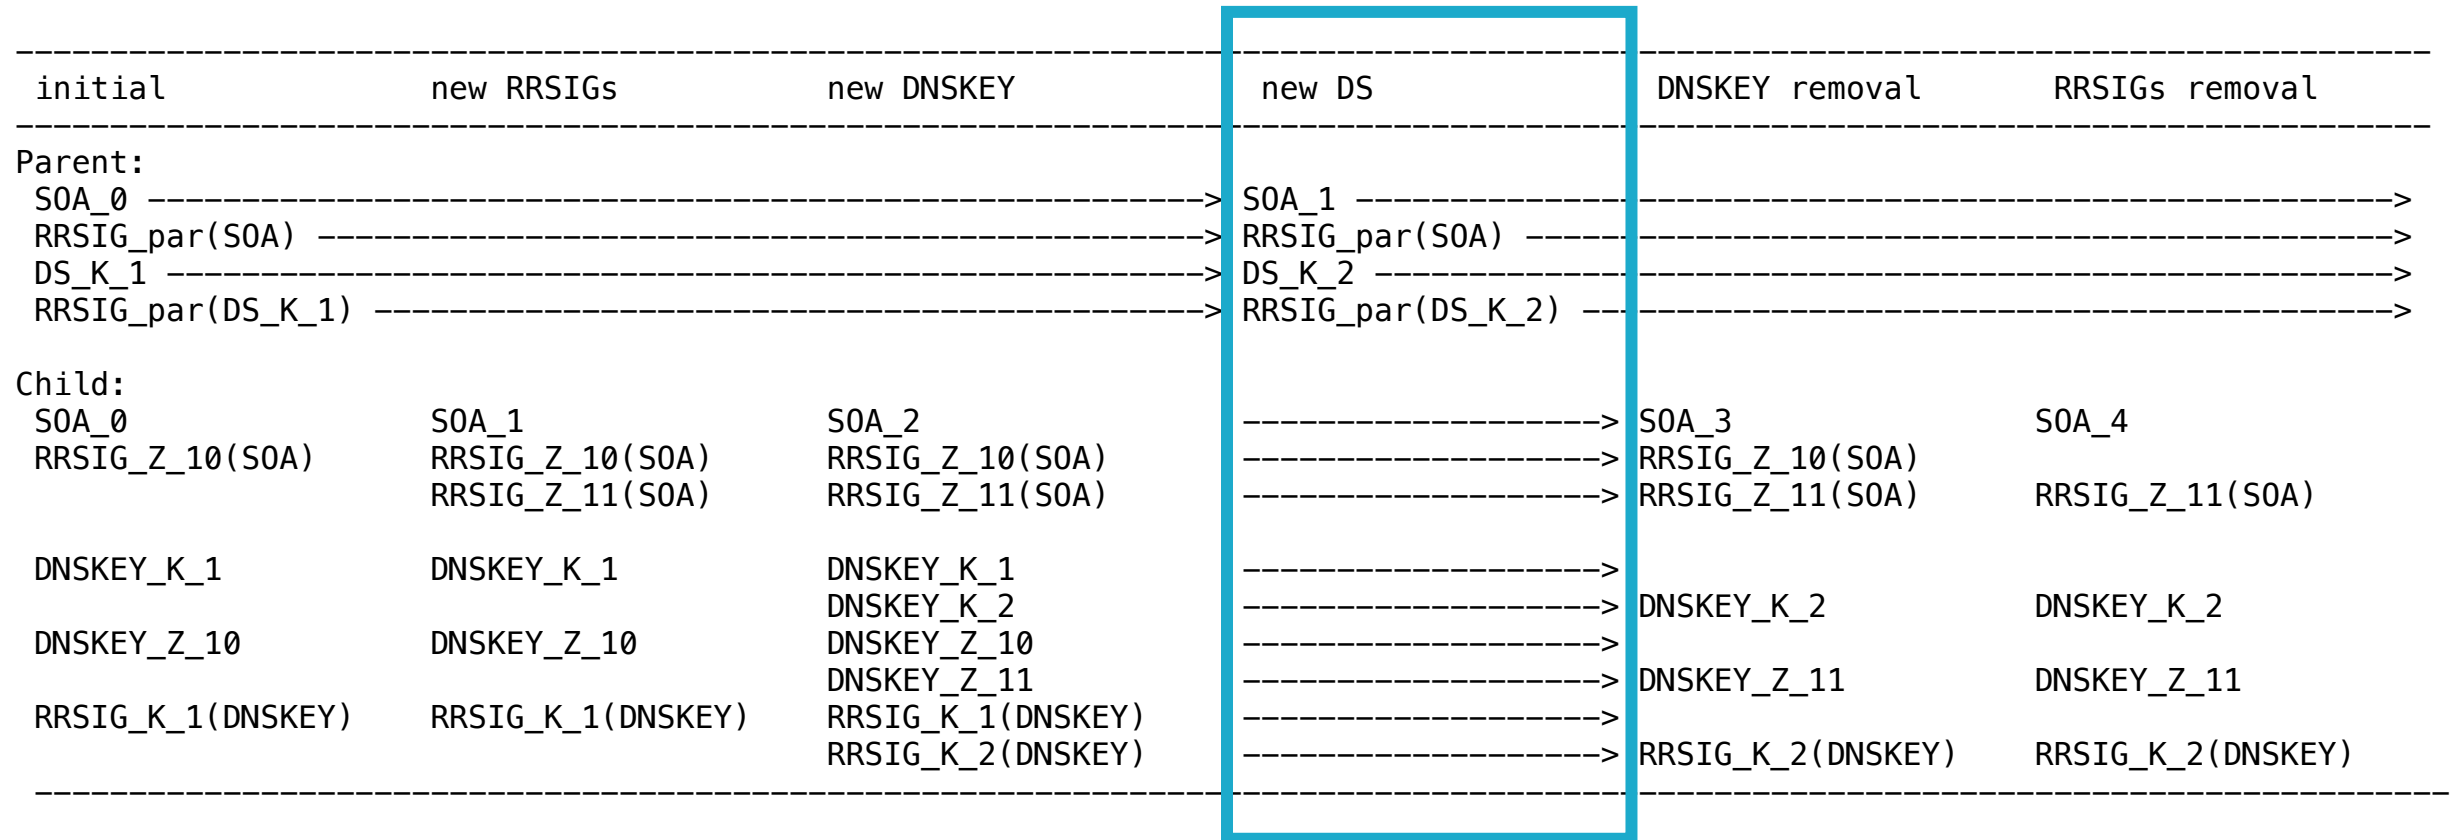 ----------------------------------------------------------------
initial new RRSIGs new DNSKEY new DS DNSKEY removal RRSIGs removal
----------------------------------------------------------------
Parent:
SOA_0 ----------------------------> SOA_1 ---------------------------->
RRSIG_par(SOA) ----------------------------> RRSIG_par(SOA) ---------------------------->
DS_K_1 ----------------------------> DS_K_2 ---------------------------->
RRSIG_par(DS_K_1) ----------------------------> RRSIG_par(DS_K_2) ---------------------------->
Child:
SOA_0 SOA_1 SOA_2 -------------------> SOA_3 SOA_4
RRSIG_Z_10(SOA) RRSIG_Z_10(SOA) RRSIG_Z_10(SOA) -------------------> RRSIG_Z_10(SOA)
RRSIG_Z_11(SOA) RRSIG_Z_11(SOA) -------------------> RRSIG_Z_11(SOA) RRSIG_Z_11(SOA)
DNSKEY_K_1 DNSKEY_K_1 DNSKEY_K_1 ------------------->
DNSKEY_K_2 -------------------> DNSKEY_K_2 DNSKEY_K_2
DNSKEY_Z_10 DNSKEY_Z_10 DNSKEY_Z_10 ------------------->
DNSKEY_Z_11 -------------------> DNSKEY_Z_11 DNSKEY_Z_11
RRSIG_K_1(DNSKEY) RRSIG_K_1(DNSKEY) RRSIG_K_1(DNSKEY) ------------------->
RRSIG_K_2(DNSKEY) -------------------> RRSIG_K_2(DNSKEY) RRSIG_K_2(DNSKEY)
----------------------------------------------------------------